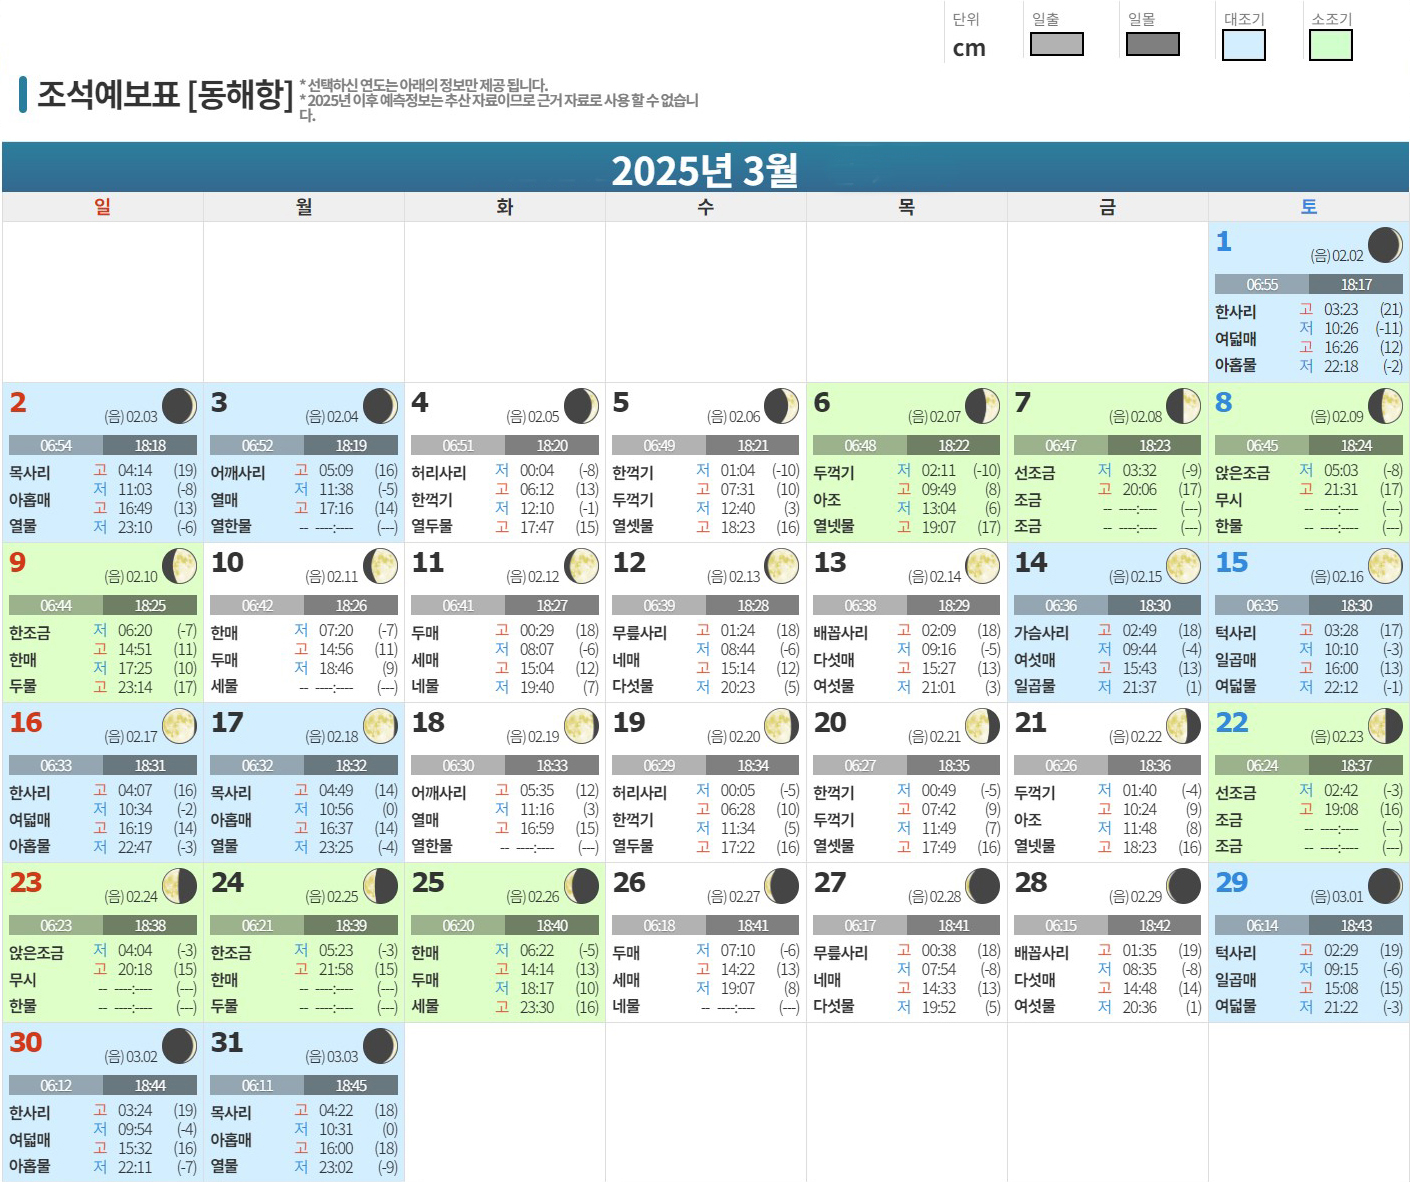 단위 일출 일몰 대조기 소조기
cm
조석예보표 [동해항]
* 선택하신 연도는 아래의 정보만 제공 됩니다.
* 2025년 이후 예측정보는 추산 자료이므로 근거 자료로 사용 할 수 없습니
다.
2025년 3월
일 월 화 수 목 금 토
1 (음) 02.02
06:55 18:17
한사리 여덟매 아홉물
고 03:23 (21)
저 10:26 (-11)
고 16:26 (12)
저 22:18 (-2)
2 (음) 02.03
06:54 18:18
목사리 아홉매 열물
고 04:14 (19)
저 11:03 (-8)
고 16:49 (13)
저 23:10 (-6)
3 (음) 02.04
06:52 18:19
어깨사리 열매 열한물
고 05:09 (16)
저 11:38 (-5)
고 17:16 (14)
-- ----:---- (---)
4 (음) 02.05
06:51 18:20
허리사리 한꺽기 열두물
저 00:04 (-8)
고 06:12 (13)
저 12:10 (-1)
고 17:47 (15)
5 (음) 02.06
06:49 18:21
한꺽기 두꺽기 열셋물
저 01:04 (-10)
고 07:31 (10)
저 12:40 (3)
고 18:23 (16)
6 (음) 02.07
06:48 18:22
두꺽기 아조 열넷물
저 02:11 (-10)
고 09:49 (8)
저 13:04 (6)
고 19:07 (17)
7 (음) 02.08
06:47 18:23
선조금 조금 조금
저 03:32 (-9)
고 20:06 (17)
-- ----:---- (---)
-- ----:---- (---)
8 (음) 02.09
06:45 18:24
앉은조금 무시 한물
저 05:03 (-8)
고 21:31 (17)
-- ----:---- (---)
-- ----:---- (---)
9 (음) 02.10
06:44 18:25
한조금 한매 두물
저 06:20 (-7)
고 14:51 (11)
저 17:25 (10)
고 23:14 (17)
10 (음) 02.11
06:42 18:26
한매 두매 세물
저 07:20 (-7)
고 14:56 (11)
저 18:46 (9)
-- ----:---- (---)
11 (음) 02.12
06:41 18:27
두매 세매 네물
고 00:29 (18)
저 08:07 (-6)
고 15:04 (12)
저 19:40 (7)
12 (음) 02.13
06:39 18:28
무릎사리 네매 다섯물
고 01:24 (18)
저 08:44 (-6)
고 15:14 (12)
저 20:23 (5)
13 (음) 02.14
06:38 18:29
배꼽사리 다섯매 여섯물
고 02:09 (18)
저 09:16 (-5)
고 15:27 (13)
저 21:01 (3)
14 (음) 02.15
06:36 18:30
가슴사리 여섯매 일곱물
고 02:49 (18)
저 09:44 (-4)
고 15:43 (13)
저 21:37 (1)
15 (음) 02.16
06:35 18:30
턱사리 일곱매 여덟물
고 03:28 (17)
저 10:10 (-3)
고 16:00 (13)
저 22:12 (-1)
16 (음) 02.17
06:33 18:31
한사리 여덟매 아홉물
고 04:07 (16)
저 10:34 (-2)
고 16:19 (14)
저 22:47 (-3)
17 (음) 02.18
06:32 18:32
목사리 아홉매 열물
고 04:49 (14)
저 10:56 (0)
고 16:37 (14)
저 23:25 (-4)
18 (음) 02.19
06:30 18:33
어깨사리 열매 열한물
고 05:35 (12)
저 11:16 (3)
고 16:59 (15)
-- ----:---- (---)
19 (음) 02.20
06:29 18:34
허리사리 한꺽기 열두물
저 00:05 (-5)
고 06:28 (10)
저 11:34 (5)
고 17:22 (16)
20 (음) 02.21
06:27 18:35
한꺽기 두꺽기 열셋물
저 00:49 (-5)
고 07:42 (9)
저 11:49 (7)
고 17:49 (16)
21 (음) 02.22
06:26 18:36
두꺽기 아조 열넷물
저 01:40 (-4)
고 10:24 (9)
저 11:48 (8)
고 18:23 (16)
22 (음) 02.23
06:24 18:37
선조금 조금 조금
저 02:42 (-3)
고 19:08 (16)
-- ----:---- (---)
-- ----:---- (---)
23 (음) 02.24
06:23 18:38
앉은조금 무시 한물
저 04:04 (-3)
고 20:18 (15)
-- ----:---- (---)
-- ----:---- (---)
24 (음) 02.25
06:21 18:39
한조금 한매 두물
저 05:23 (-3)
고 21:58 (15)
-- ----:---- (---)
-- ----:---- (---)
25 (음) 02.26
06:20 18:40
한매 두매 세물
저 06:22 (-5)
고 14:14 (13)
저 18:17 (10)
고 23:30 (16)
26 (음) 02.27
06:18 18:41
두매 세매 네물
저 07:10 (-6)
고 14:22 (13)
저 19:07 (8)
-- ----:---- (---)
27 (음) 02.28
06:17 18:41
무릎사리 네매 다섯물
고 00:38 (18)
저 07:54 (-8)
고 14:33 (13)
저 19:52 (5)
28 (음) 02.29
06:15 18:42
배꼽사리 다섯매 여섯물
고 01:35 (19)
저 08:35 (-8)
고 14:48 (14)
저 20:36 (1)
29 (음) 03.01
06:14 18:43
턱사리 일곱매 여덟물
고 02:29 (19)
저 09:15 (-6)
고 15:08 (15)
저 21:22 (-3)
30 (음) 03.02
06:12 18:44
한사리 여덟매 아홉물
고 03:24 (19)
저 09:54 (-4)
고 15:32 (16)
저 22:11 (-7)
31 (음) 03.03
06:11 18:45
목사리 아홉매 열물
고 04:22 (18)
저 10:31 (0)
고 16:00 (18)
저 23:02 (-9)